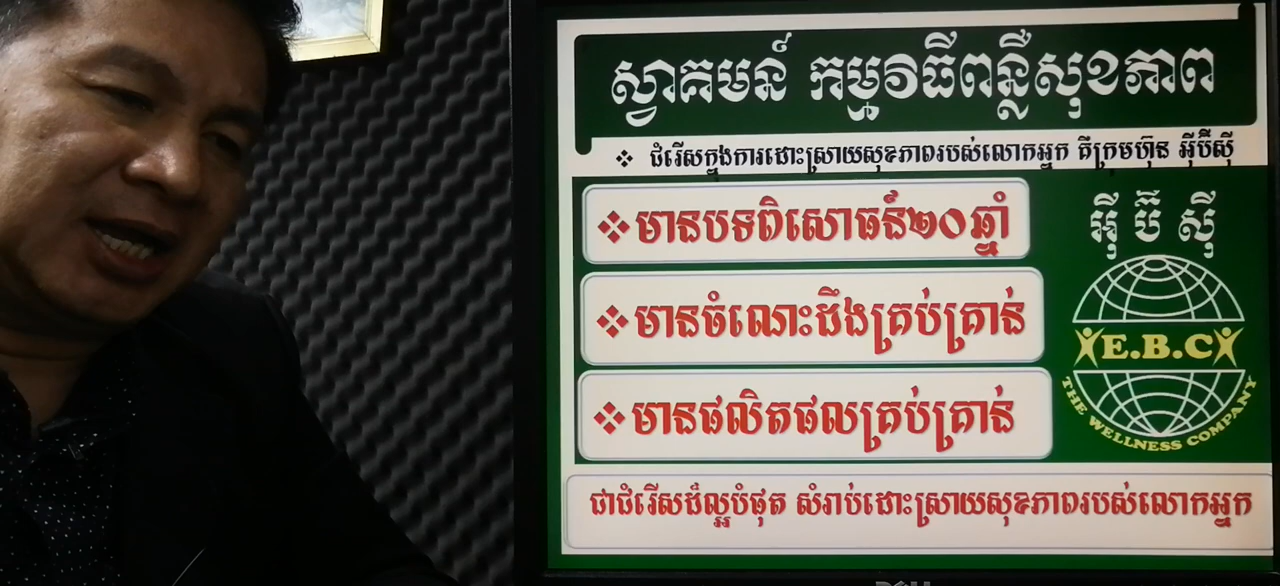 ស្វាគមន៍ កម្មវិធីពន្លឺសុខភាព
❖ ជំរើសក្នុងការដោះស្រាយសុខភាពរបស់លោកអ្នក គឺក្រុមហ៊ុន អ៊ីប៊ីស៊ី
❖មានបទពិសោធន៍២០ឆ្នាំ
❖មានចំណេះដឹងគ្រប់គ្រាន់
❖មានផលិតផលគ្រប់គ្រាន់
អ៊ី ប៊ី ស៊ី
E.B.C
THE WELLNESS COMPANY
ជាជំរើសដ៏ល្អបំផុត សំរាប់ដោះស្រាយសុខភាពរបស់លោកអ្នក